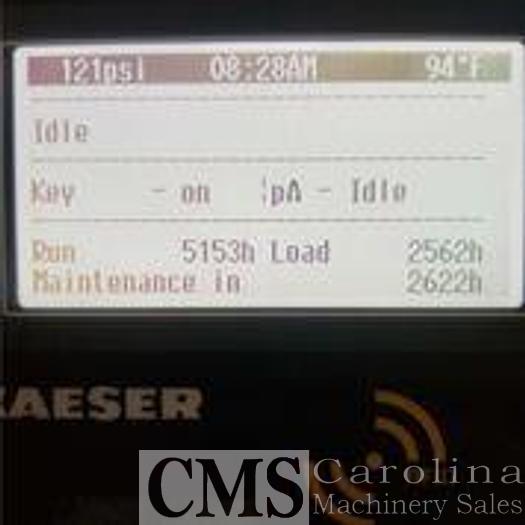 121psi 08:28AM 94°F
Idle
Key - on pA - Idle
Run 5153h Load 2562h
Maintenance in 2622h
KAESER
CMS Carolina
Machinery Sales